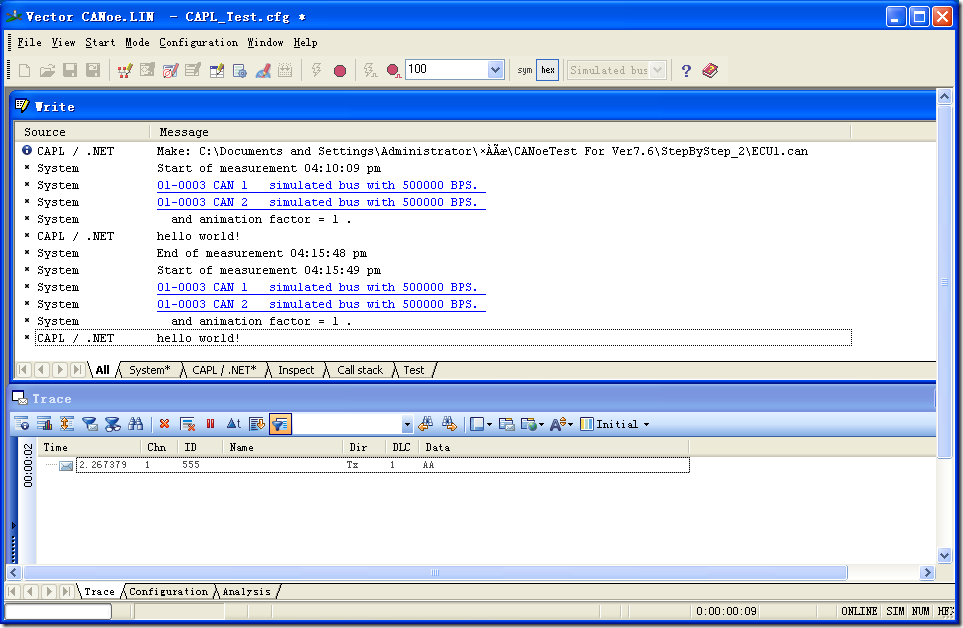 Vector CANoe.LIN - CAPL_Test.cfg *
File View Start Mode Configuration Window Help
100 sym hex Simulated bus
Write
Source Message
CAPL / .NET Make: C:\Documents and Settings\Administrator\×ÀÃæ\CANoeTest For Ver7.6\StepByStep_2\ECU1.can
* System Start of measurement 04:10:09 pm
* System 01-0003 CAN 1 simulated bus with 500000 BPS.
* System 01-0003 CAN 2 simulated bus with 500000 BPS.
* System and animation factor = 1 .
* CAPL / .NET hello world!
* System End of measurement 04:15:48 pm
* System Start of measurement 04:15:49 pm
* System 01-0003 CAN 1 simulated bus with 500000 BPS.
* System 01-0003 CAN 2 simulated bus with 500000 BPS.
* System and animation factor = 1 .
* CAPL / .NET hello world!
All System* CAPL / .NET* Inspect Call stack Test
Trace
Initial
Time Chn ID Name Dir DLC Data
2.267379 1 555 Tx 1 AA
00:00:02
Trace Configuration Analysis
0:00:00:09 ONLINE SIM NUM HEX